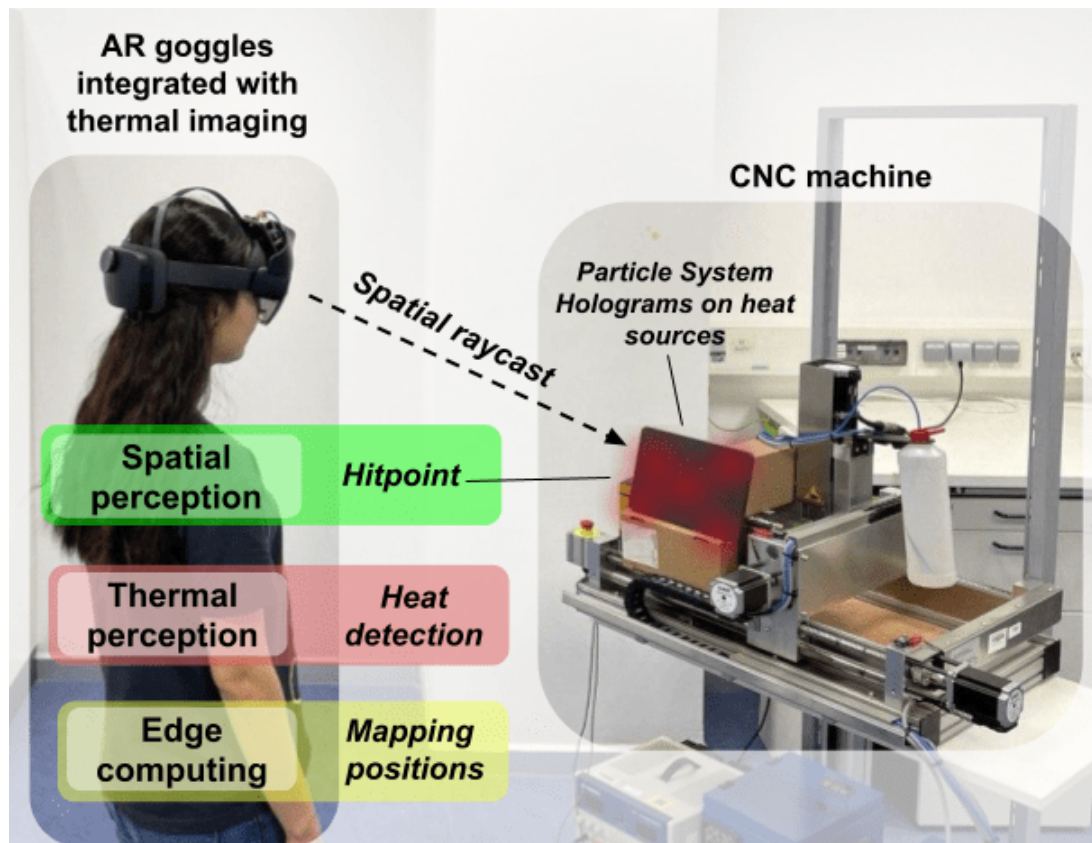 AR goggles
integrated with
thermal imaging
CNC machine
Particle System
Holograms on heat
sources
Spatial raycast
Spatial
perception
Hitpoint
Thermal
perception
Heat
detection
Edge
computing
Mapping
positions